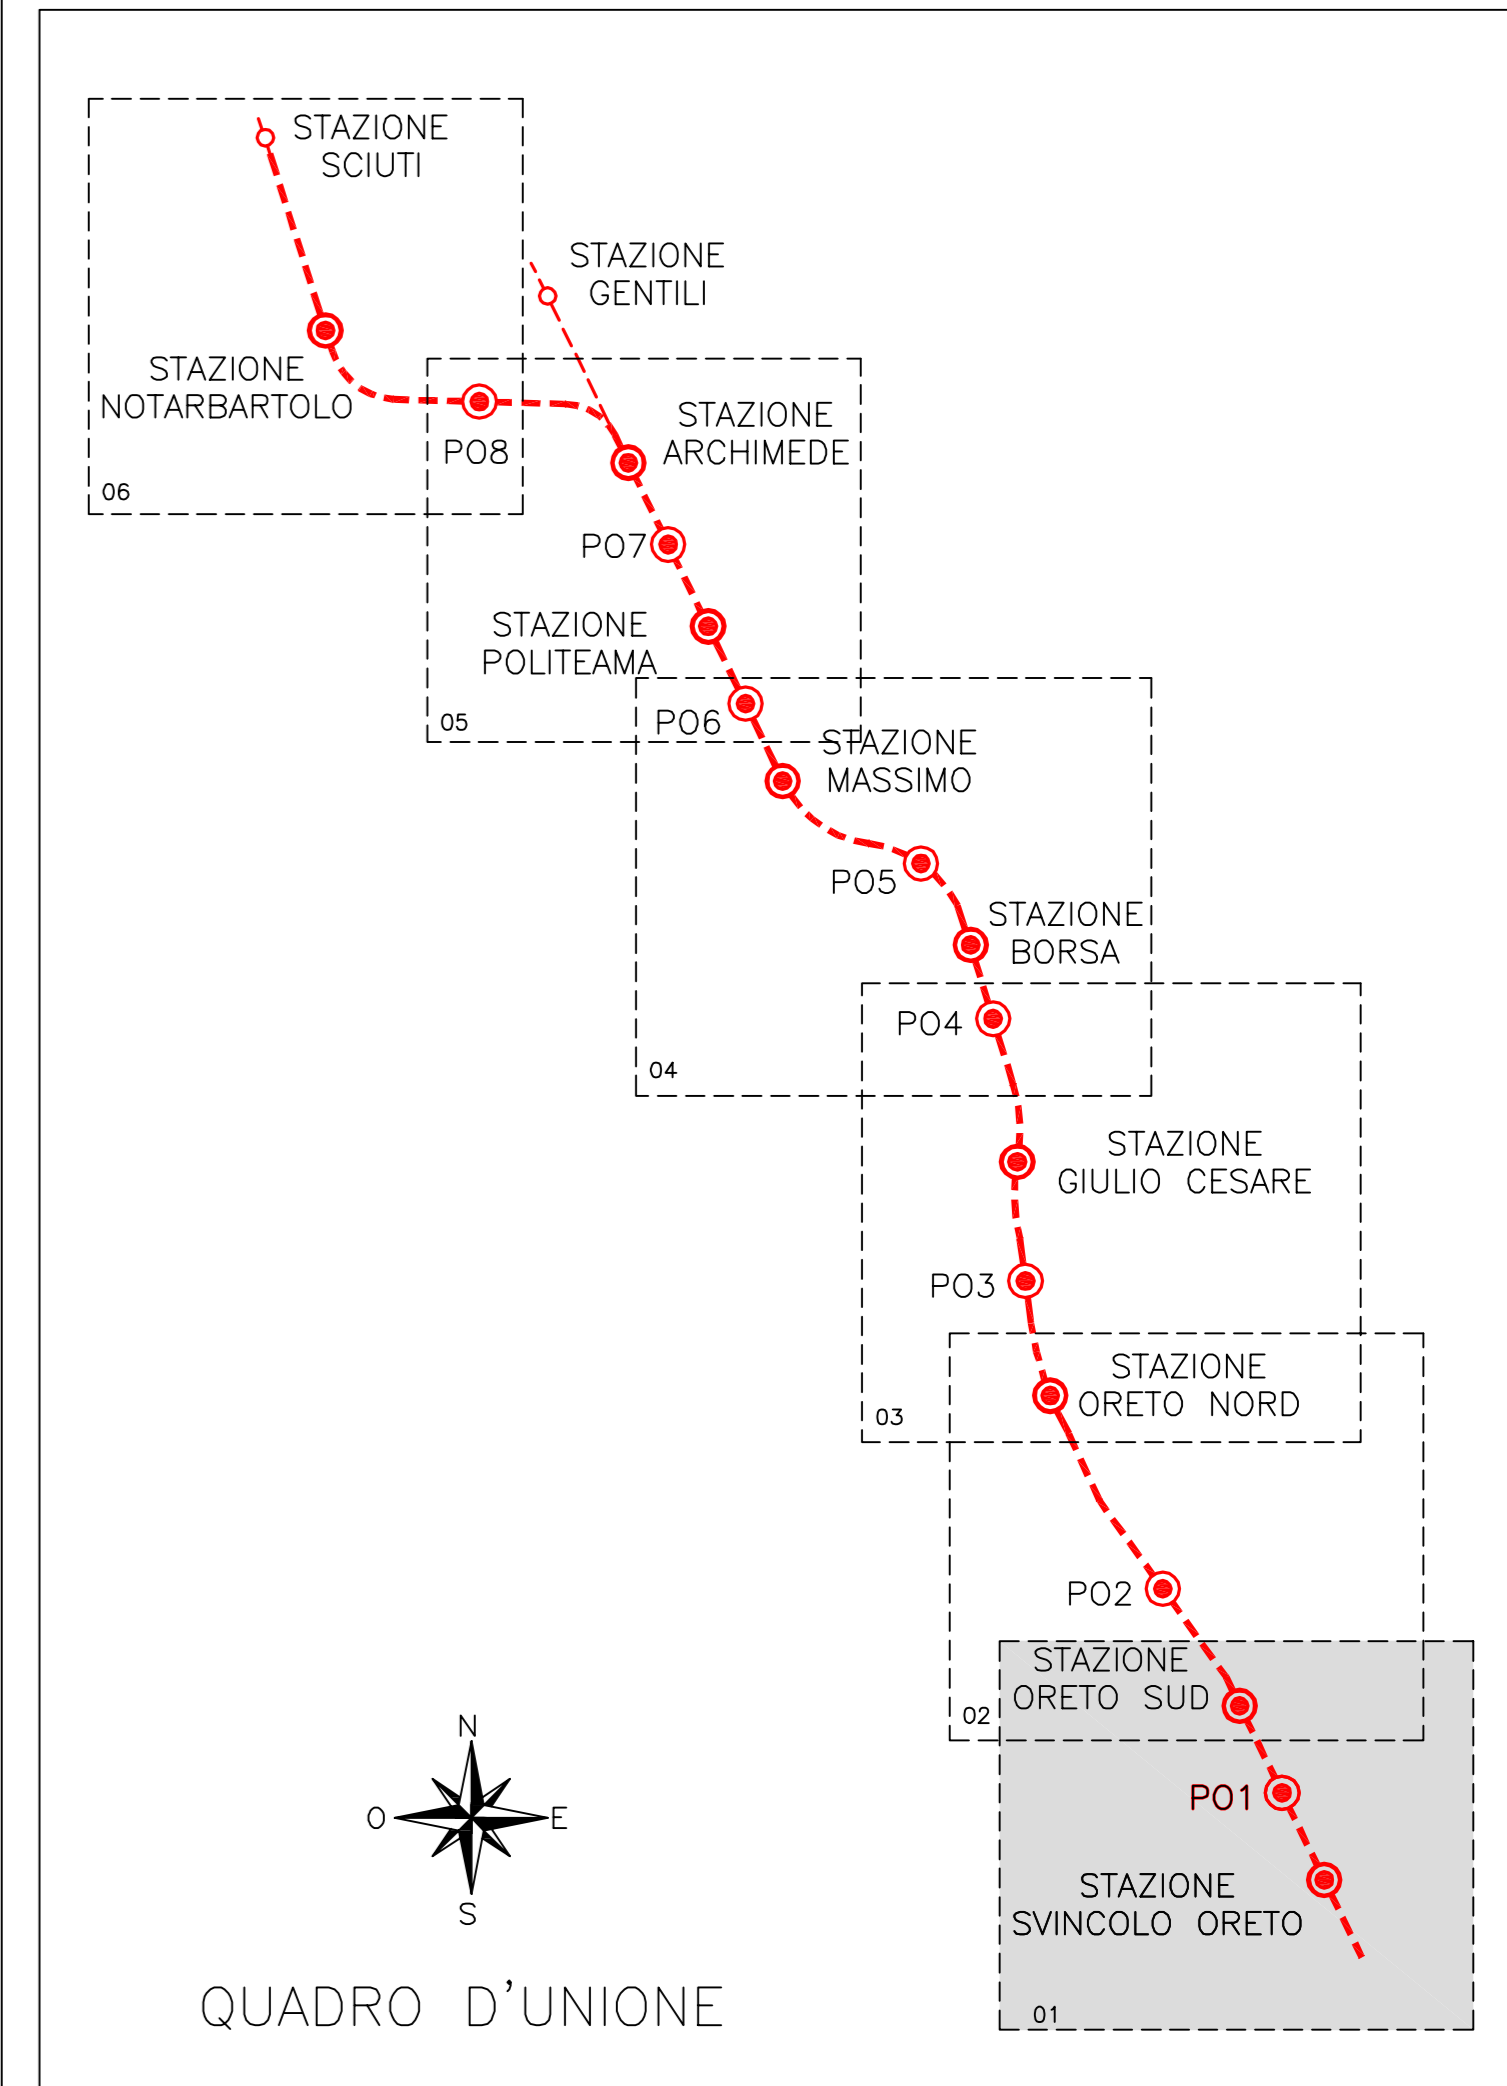 STAZIONE
SCIUTI
STAZIONE
GENTILI
STAZIONE
NOTARBARTOLO
STAZIONE
ARCHIMEDE
PO8
06
PO7
STAZIONE
POLITEAMA
PO6
05
STAZIONE
MASSIMO
PO5
STAZIONE
BORSA
PO4
04
STAZIONE
GIULIO CESARE
PO3
STAZIONE
ORETO NORD
03
PO2
STAZIONE
ORETO SUD
02
PO1
STAZIONE
SVINCOLO ORETO
01
N
O
E
S
QUADRO D'UNIONE